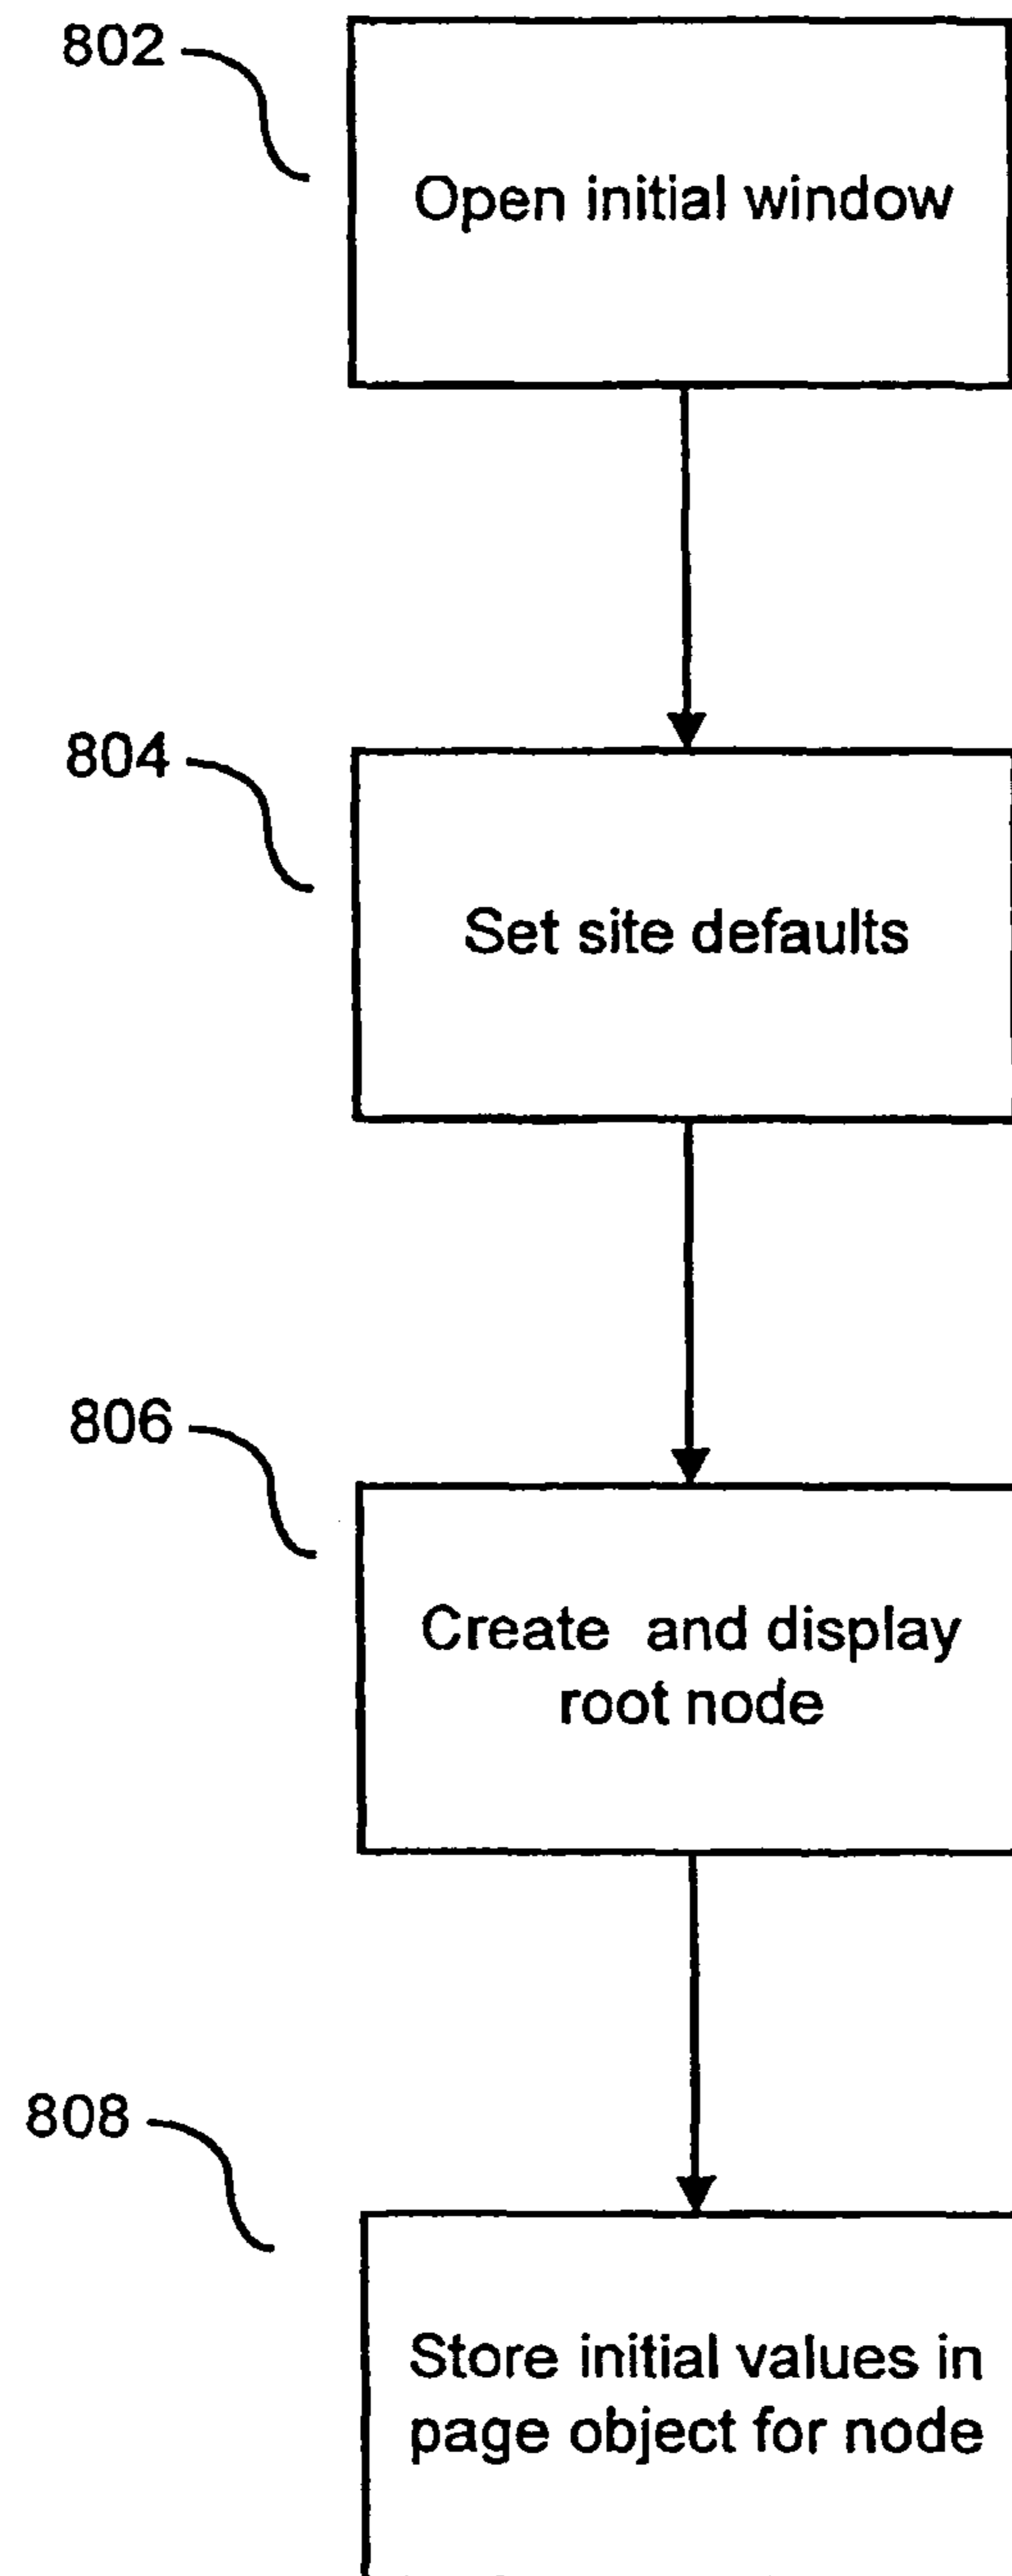 802
Open initial window
804
Set site defaults
806
Create and display
root node
808
Store initial values in
page object for node